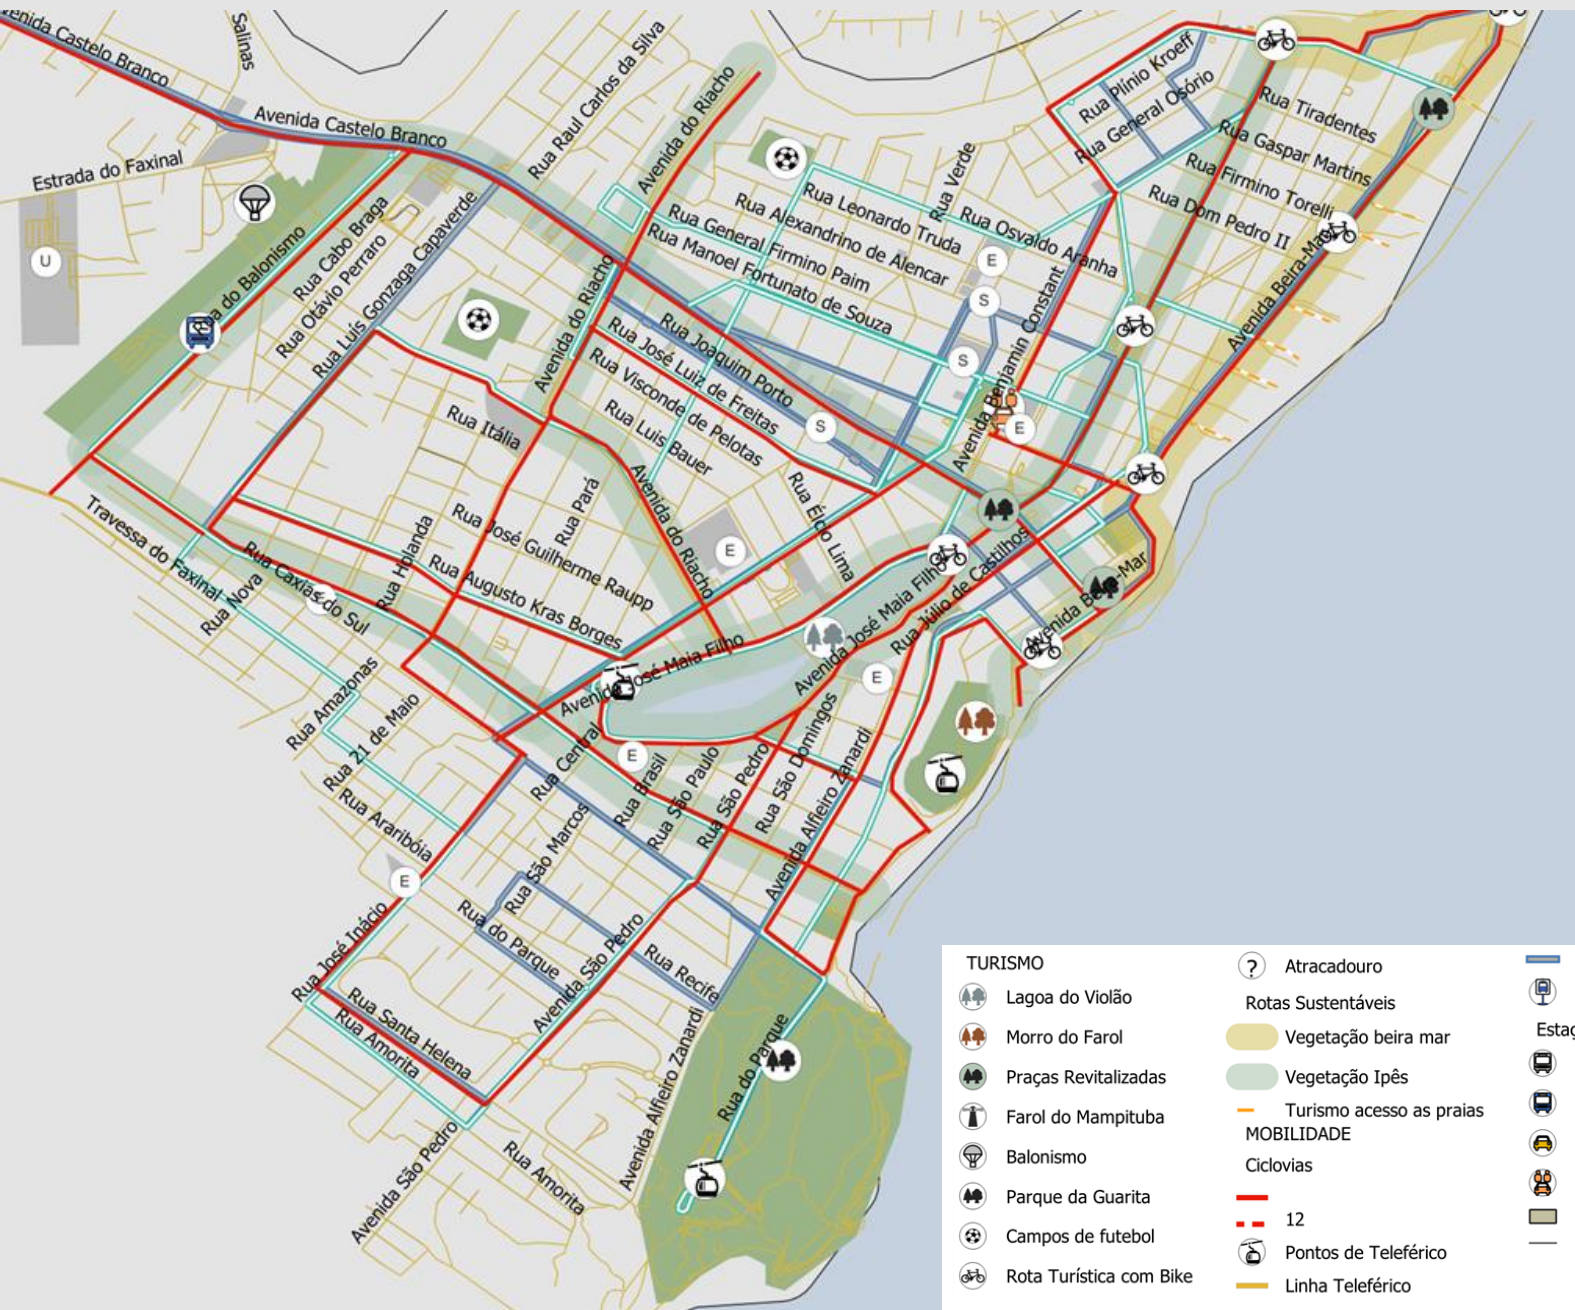 Avenida Castelo Branco
Salinas
Avenida Castelo Branco
Estrada do Faxinal
Rua Raul Carlos da Silva
Avenida do Riacho
Rua Plínio Kroeff
Rua General Osório
Rua Tiradentes
Rua Gaspar Martins
Rua Firmino Torelli
Rua Dom Pedro II
Avenida Beira-Mar
Rua Verde
Rua Leonardo Truda
Rua Osvaldo Aranha
Rua Alexandrino de Alencar
Rua General Firmino Paim
Rua Manoel Fortunato de Souza
U
E
S
S
S
E
E
E
E
E
Rua do Balonismo
Rua Cabo Braga
Rua Otávio Perraro
Rua Luís Gonzaga Capaverde
Avenida do Riacho
Rua Joaquim Porto
Rua José Luiz de Freitas
Rua Visconde de Pelotas
Rua Luis Bauer
Avenida Benjamin Constant
Rua Itália
Rua Pará
Avenida do Riacho
Rua Élcio Lima
Travessa do Faxinal
Rua Nova
Rua Caxias do Sul
Rua Holanda
Rua José Guilherme Raupp
Rua Augusto Kras Borges
Avenida José Maia Filho
Avenida José Maia Filho
Rua Júlio de Castilhos
Avenida Beira-Mar
Rua Amazonas
Rua 21 de Maio
Rua Araribóia
Rua Central
Rua Brasil
Rua São Paulo
Rua São Pedro
Rua São Domingos
Avenida Alfieiro Zanardi
Rua São Marcos
Rua do Parque
Rua Recife
Avenida São Pedro
Rua José Inácio
Rua Santa Helena
Rua Amorita
Avenida São Pedro
Rua Amorita
Avenida Alfieiro Zanardi
Rua do Parque
TURISMO
Lagoa do Violão
Morro do Farol
Praças Revitalizadas
Farol do Mampituba
Balonismo
Parque da Guarita
Campos de futebol
Rota Turística com Bike
? Atracadouro
Rotas Sustentáveis
Vegetação beira mar
Vegetação Ipês
Turismo acesso as praias
MOBILIDADE
Ciclovias
12
Pontos de Teleférico
Linha Teleférico